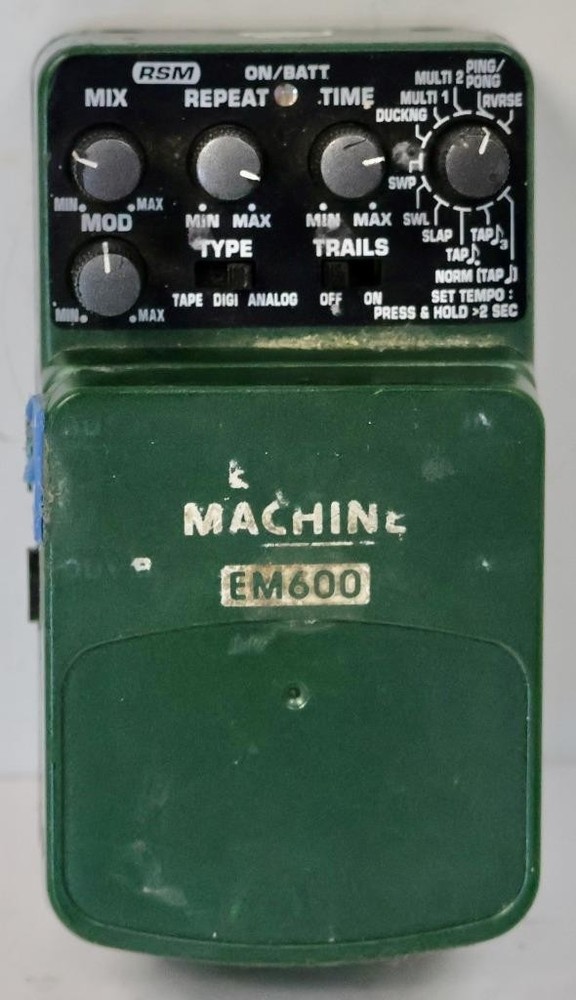 RSM
ON/BATT
MIX REPEAT TIME
MIN MAX MIN MAX MIN MAX
MOD
MIN MAX
TYPE
TAPE DIGI ANALOG
TRAILS
OFF ON
PING/
PONG
MULTI 2
RVRSE
MULTI 1
DUCKNG
SWP
SWL
SLAP
TAP♪3
TAP♪.
NORM (TAP♩)
SET TEMPO :
PRESS & HOLD >2 SEC
MACHINE
EM600